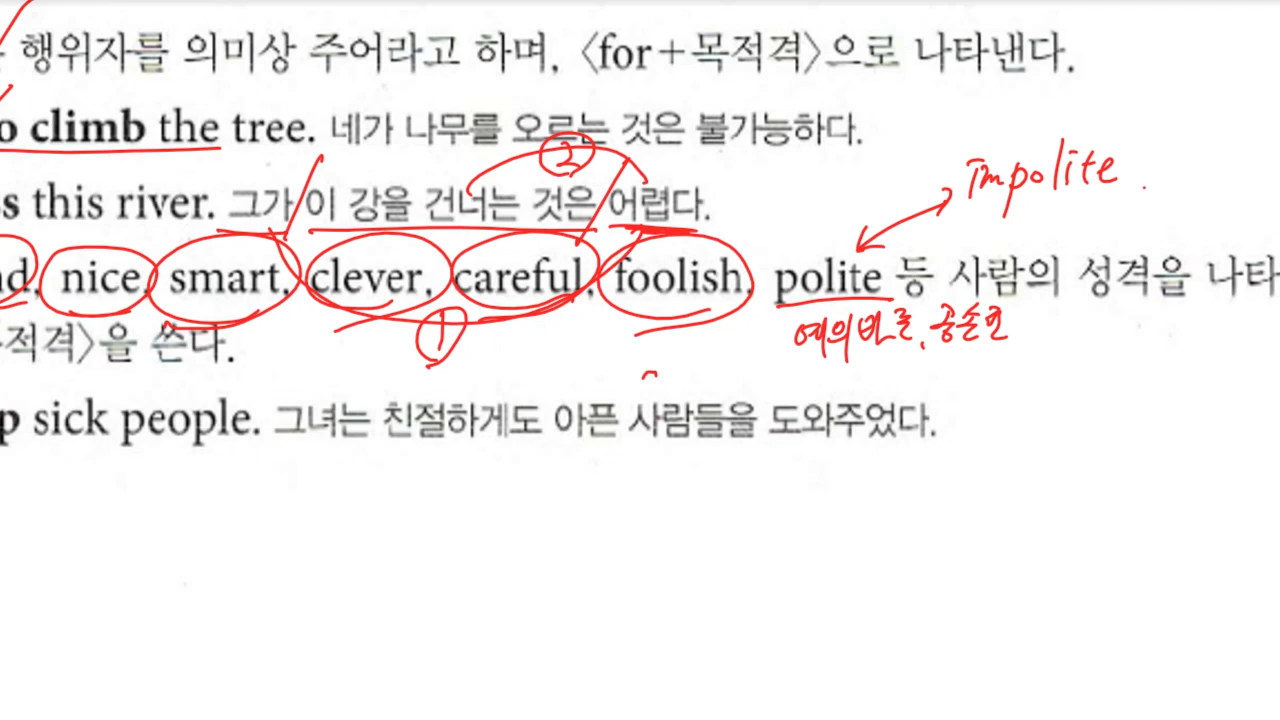 행위자를 의미상 주어라고 하며, 〈for+목적격〉으로 나타낸다.
o climb the tree. 네가 나무를 오르는 것은 불가능하다.
②
impolite.
s this river. 그가 이 강을 건너는 것은 어렵다.
d, nice, smart, clever, careful, foolish, polite 등 사람의 성격을 나타
① 예의바른, 공손한
적격〉을 쓴다.
p sick people. 그녀는 친절하게도 아픈 사람들을 도와주었다.